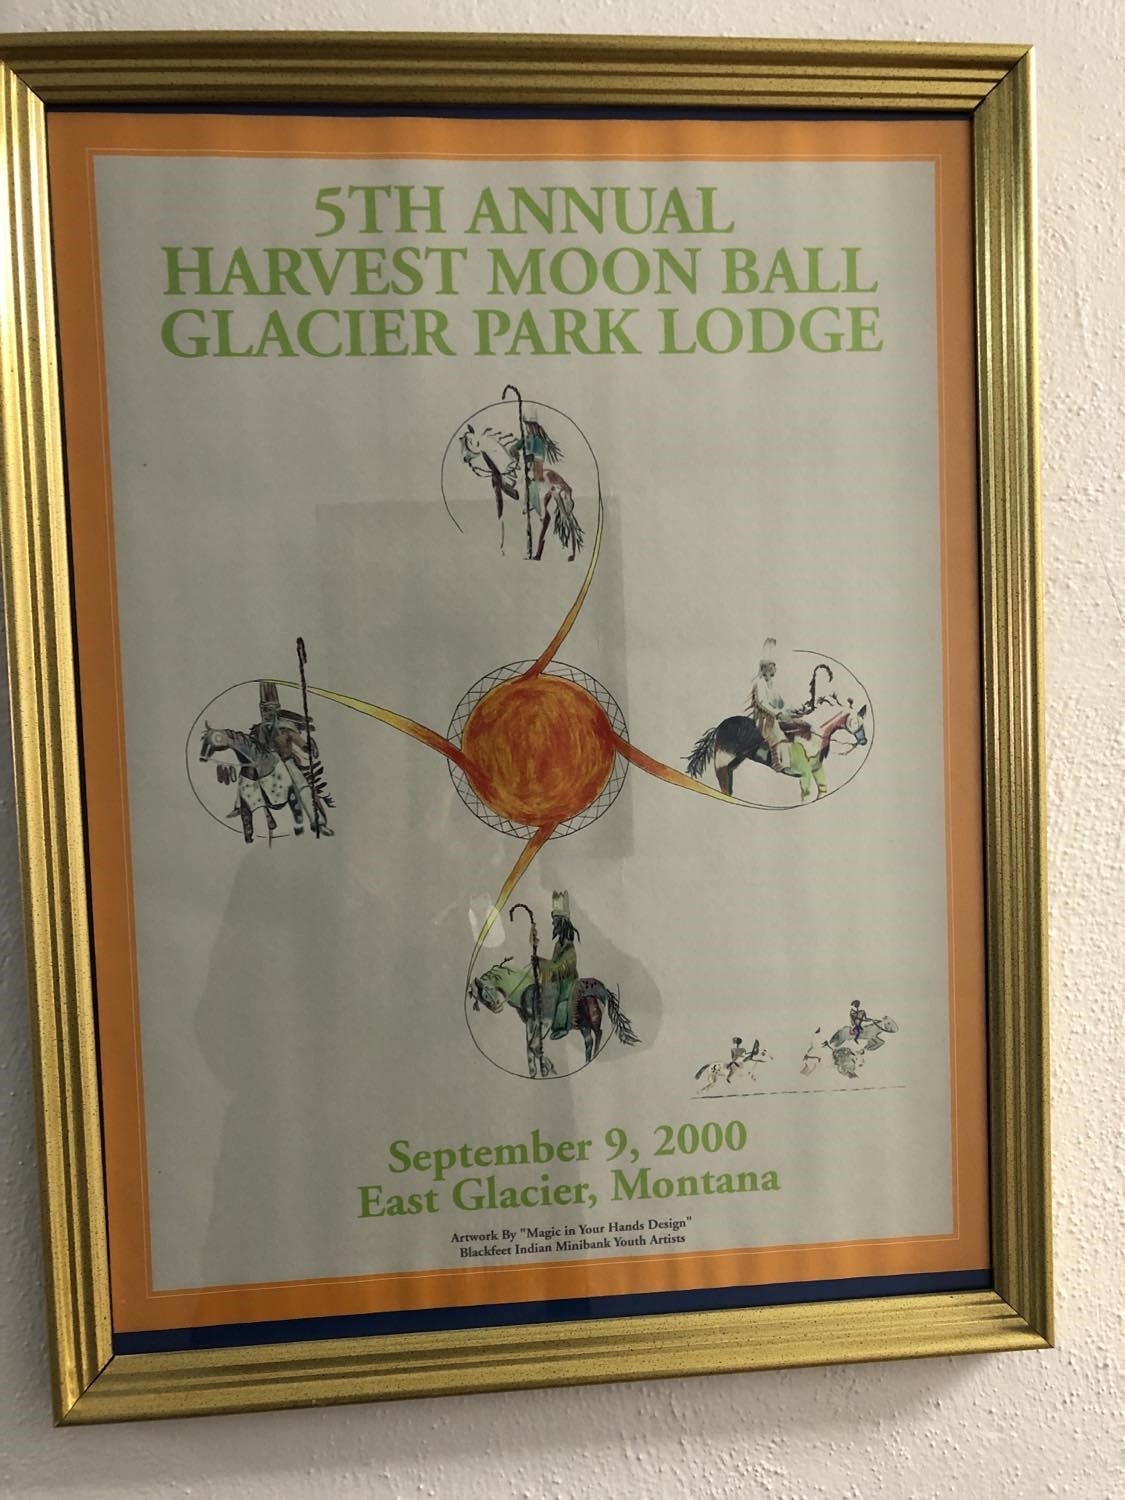 5TH ANNUAL
HARVEST MOON BALL
GLACIER PARK LODGE
September 9, 2000
East Glacier, Montana
Artwork By "Magic in Your Hands Design"
Blackfeet Indian Minibank Youth Artists